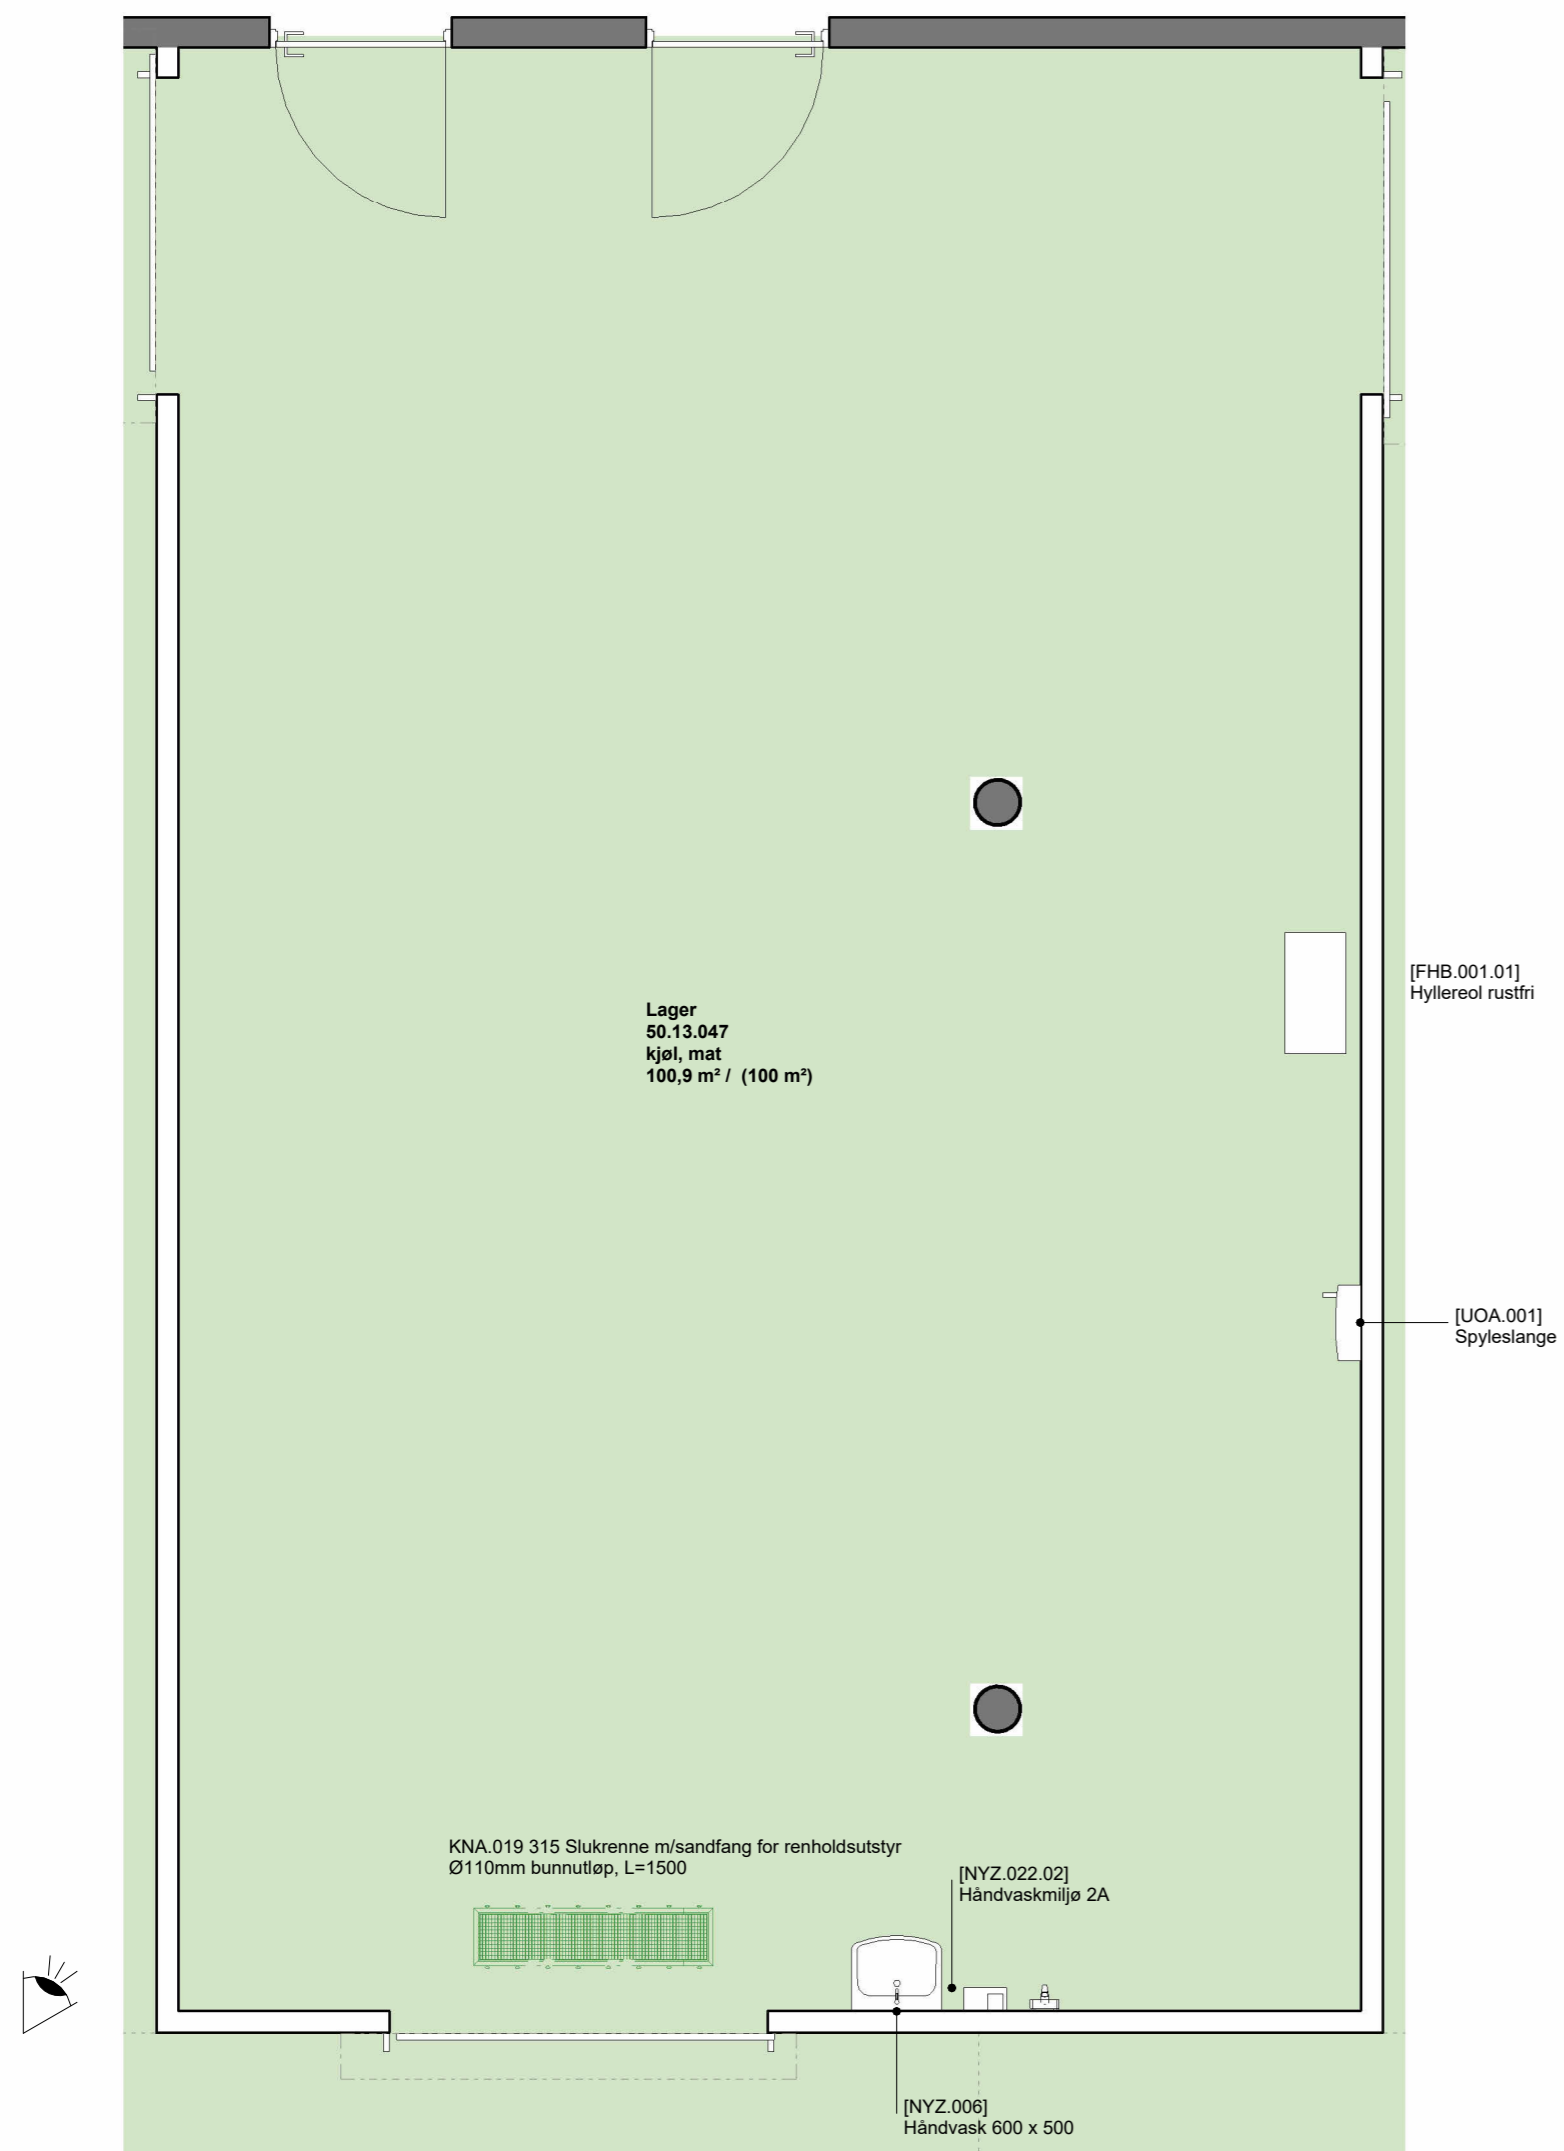 Lager
50.13.047
kjøl, mat
100,9 m² / (100 m²)
[FHB.001.01]
Hyllereol rustfri
[UOA.001]
Spyleslange
KNA.019 315 Slukrenne m/sandfang for renholdsutstyr
Ø110mm bunnutløp, L=1500
[NYZ.022.02]
Håndvaskmiljø 2A
[NYZ.006]
Håndvask 600 x 500